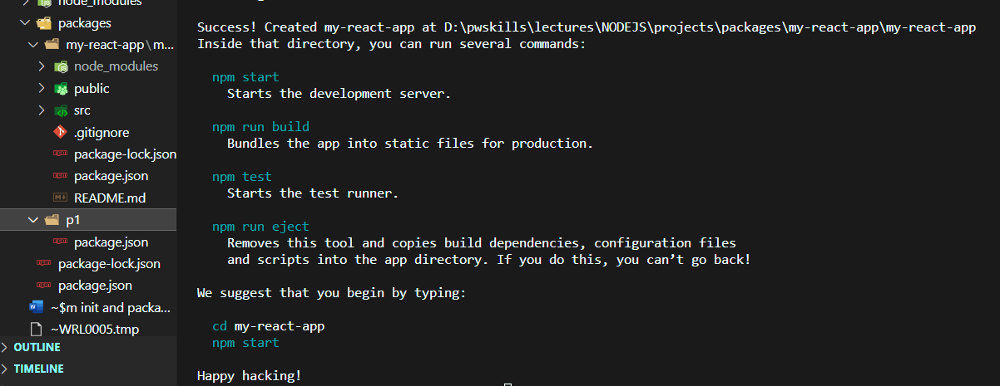 node_modules
packages
my-react-app\m...
node_modules
public
src
.gitignore
package-lock.json
package.json
README.md
p1
package.json
package-lock.json
package.json
~$m init and packa...
~WRL0005.tmp
OUTLINE
TIMELINE
Success! Created my-react-app at D:\pwskills\lectures\NODEJS\projects\packages\my-react-app\my-react-app
Inside that directory, you can run several commands:
npm start
Starts the development server.
npm run build
Bundles the app into static files for production.
npm test
Starts the test runner.
npm run eject
Removes this tool and copies build dependencies, configuration files
and scripts into the app directory. If you do this, you can’t go back!
We suggest that you begin by typing:
cd my-react-app
npm start
Happy hacking!